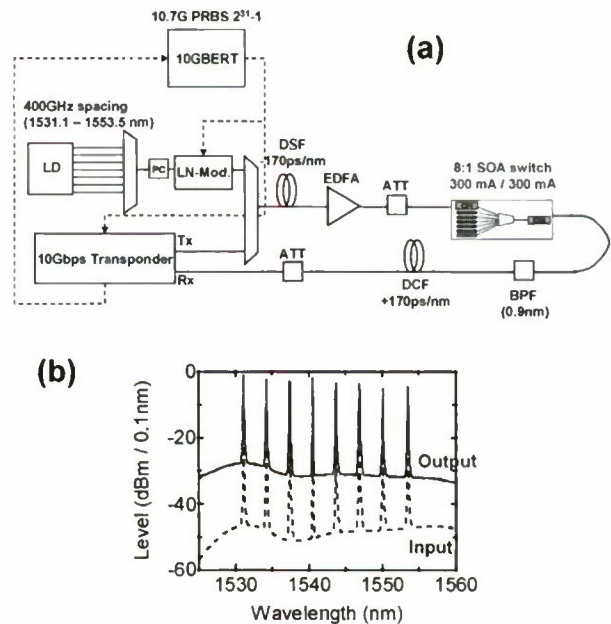 10.7G PRBS 2³¹-1
(a)
10GBERT
400GHz spacing
(1531.1 – 1553.5 nm)
LD
PC
LN-Mod.
DSF
-170ps/nm
EDFA
ATT
8:1 SOA switch
300 mA / 300 mA
10Gbps Transponder
Tx
Rx
ATT
DCF
+170ps/nm
BPF
(0.9nm)
(b)
Level (dBm / 0.1nm)
0
-20
-40
-60
Output
Input
1530 1540 1550 1560
Wavelength (nm)